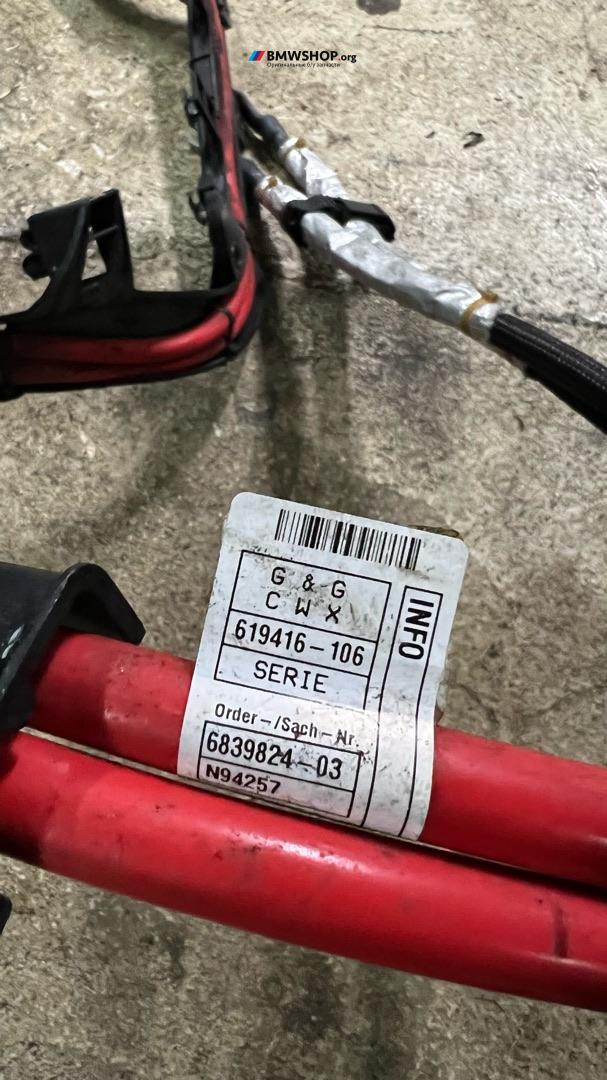 BMWSHOP.org
Оригинальные б/у запчасти
G & G
C W X
619416-106
SERIE
Order-/Sach-Nr.
6839824-03
N94257
INFO